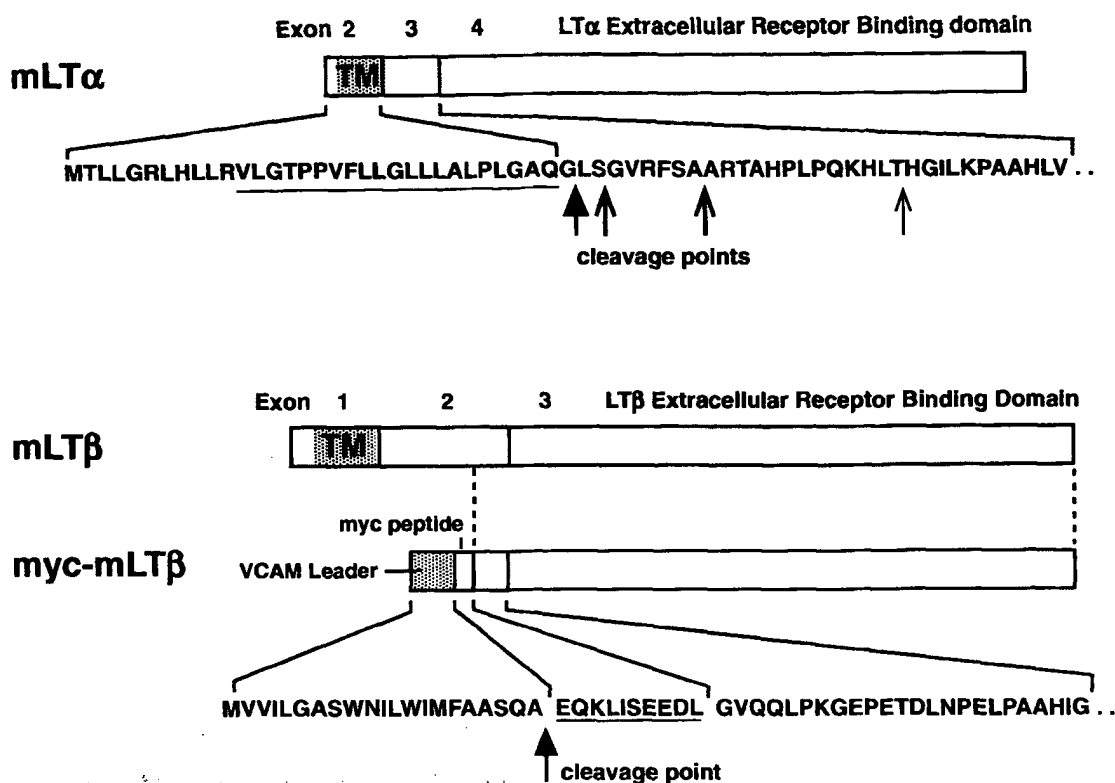 Exon 2 3 4 LTα Extracellular Receptor Binding domain
mLTα
TM
MTLLGRLHLLRVLGTPPVFLLGLLLALPLGAQGLSGVRFSAARTAHPLPQKHLTHGILKPAAHLV . .
cleavage points
Exon 1 2 3 LTβ Extracellular Receptor Binding Domain
mLTβ
TM
myc peptide
myc-mLTβ
VCAM Leader
MVVILGASWNILWIMFAASQA EQKLISEEDL GVQQLPKGEPETDLNPELPAAHIG . .
cleavage point